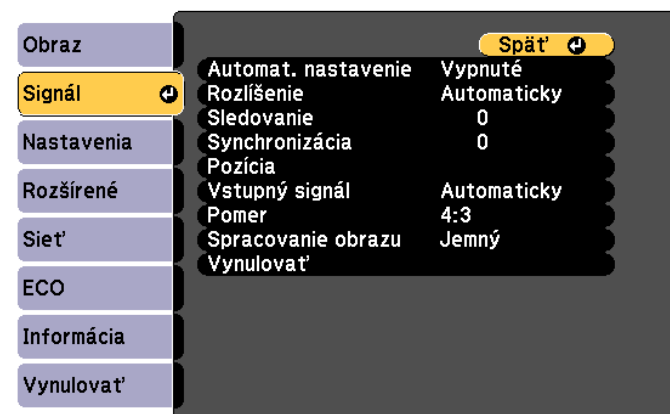 Obraz
Signál
Nastavenia
Rozšírené
Sieť
ECO
Informácia
Vynulovať
Späť
Automat. nastavenie Vypnuté
Rozlíšenie Automaticky
Sledovanie 0
Synchronizácia 0
Pozícia
Vstupný signál Automaticky
Pomer 4:3
Spracovanie obrazu Jemný
Vynulovať